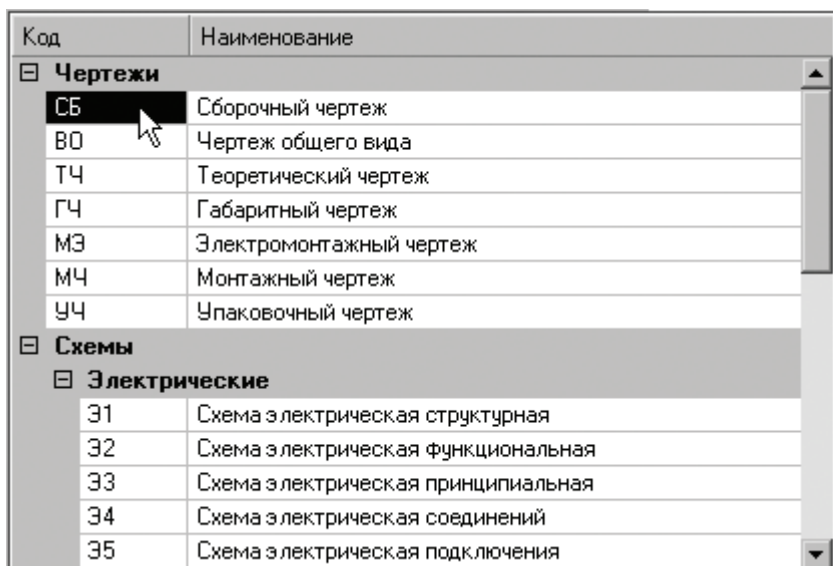 Код Наименование
Чертежи
СБ Сборочный чертеж
ВО Чертеж общего вида
ТЧ Теоретический чертеж
ГЧ Габаритный чертеж
МЭ Электромонтажный чертеж
МЧ Монтажный чертеж
УЧ Упаковочный чертеж
Схемы
Электрические
Э1 Схема электрическая структурная
Э2 Схема электрическая функциональная
Э3 Схема электрическая принципиальная
Э4 Схема электрическая соединений
Э5 Схема электрическая подключения